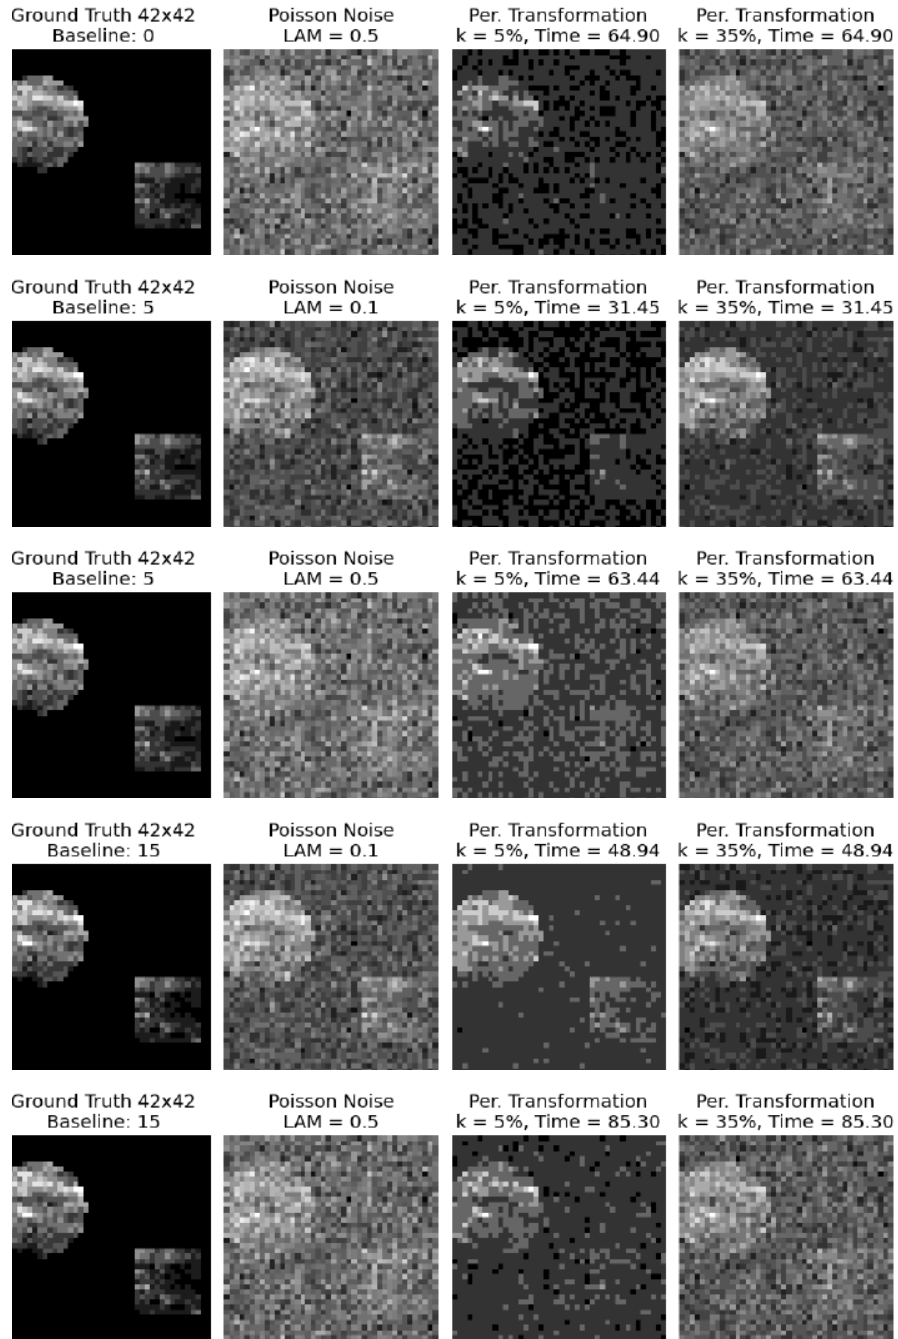 Ground Truth 42x42
Baseline: 0
Poisson Noise
LAM = 0.5
Per. Transformation
k = 5%, Time = 64.90
Per. Transformation
k = 35%, Time = 64.90
Ground Truth 42x42
Baseline: 5
Poisson Noise
LAM = 0.1
Per. Transformation
k = 5%, Time = 31.45
Per. Transformation
k = 35%, Time = 31.45
Ground Truth 42x42
Baseline: 5
Poisson Noise
LAM = 0.5
Per. Transformation
k = 5%, Time = 63.44
Per. Transformation
k = 35%, Time = 63.44
Ground Truth 42x42
Baseline: 15
Poisson Noise
LAM = 0.1
Per. Transformation
k = 5%, Time = 48.94
Per. Transformation
k = 35%, Time = 48.94
Ground Truth 42x42
Baseline: 15
Poisson Noise
LAM = 0.5
Per. Transformation
k = 5%, Time = 85.30
Per. Transformation
k = 35%, Time = 85.30